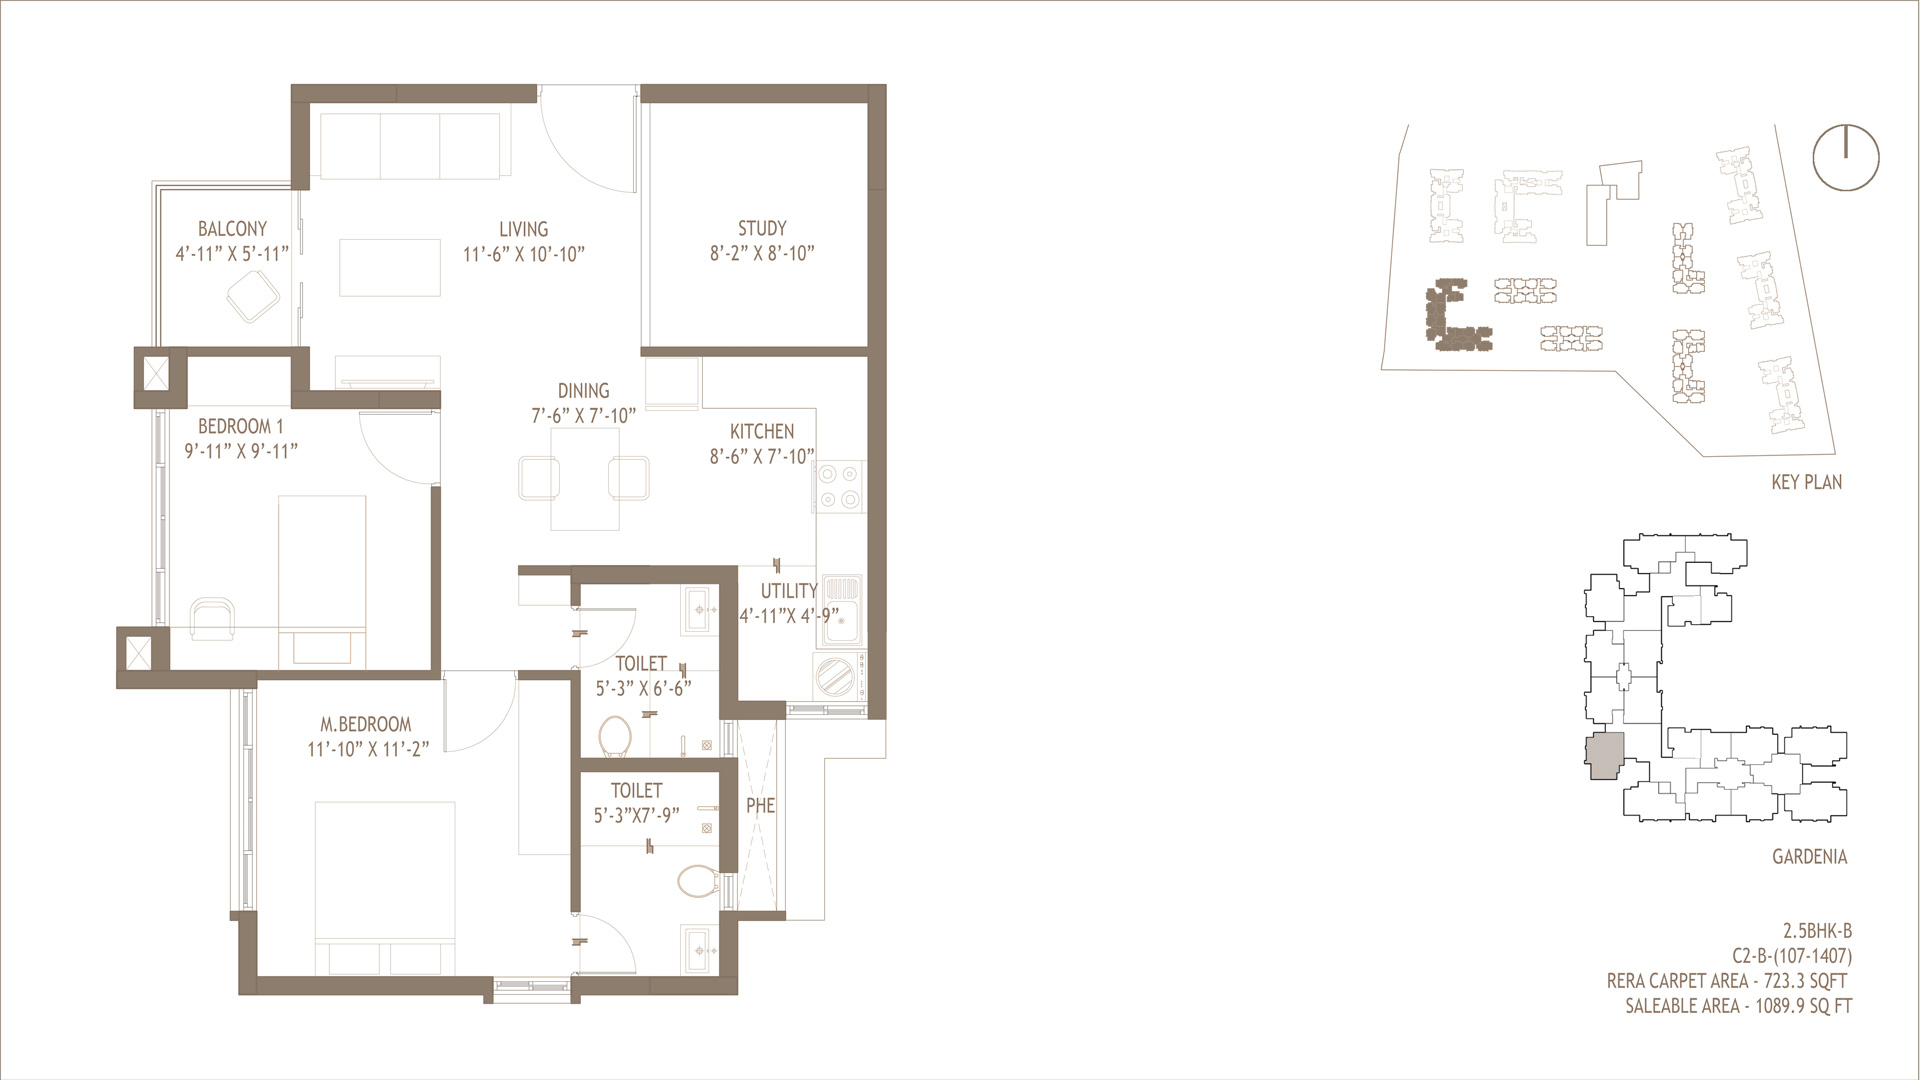 BALCONY
4’-11” X 5’-11”
LIVING
11’-6” X 10’-10”
STUDY
8’-2” X 8’-10”
DINING
7’-6” X 7’-10”
BEDROOM 1
9’-11” X 9’-11”
KITCHEN
8’-6” X 7’-10”
UTILITY
4’-11”X 4’-9”
TOILET
5’-3” X 6’-6”
M.BEDROOM
11’-10” X 11’-2”
TOILET
5’-3”X7’-9”
PHE
KEY PLAN
GARDENIA
2.5BHK-B
C2-B-(107-1407)
RERA CARPET AREA - 723.3 SQFT
SALEABLE AREA - 1089.9 SQ FT